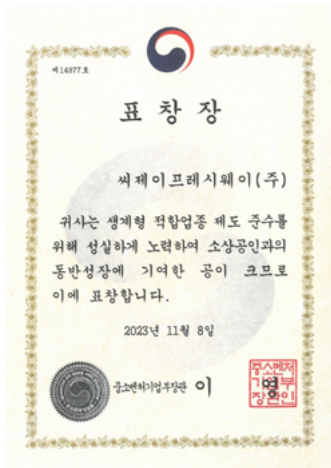 제14877호
표 창 장
씨제이프레시웨이(주)
귀사는 생계형 적합업종 제도 준수를
위해 성실하게 노력하여 소상공인과의
동반성장에 기여한 공이 크므로
이에 표창합니다.
2023년 11월 8일
중소벤처기업부장관 이 영
중소벤처
기업부
장관인